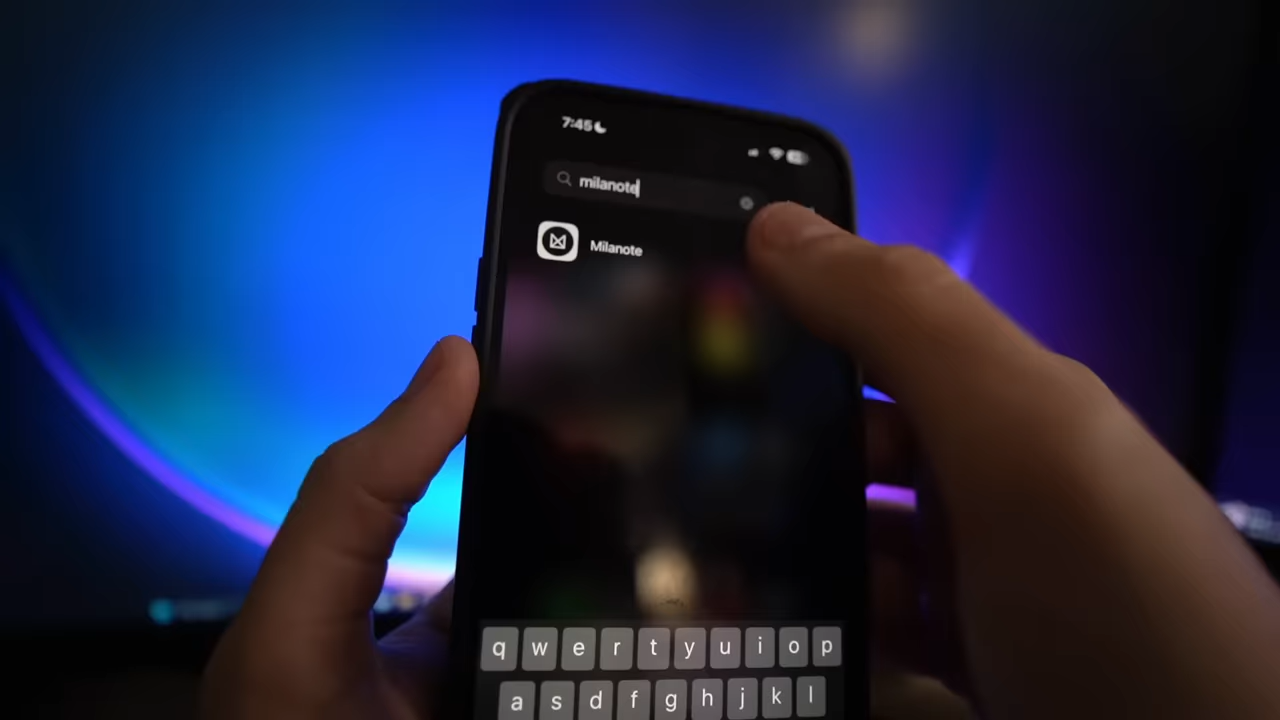 7:45
milanote
Milanote
q w e r t y u i o p
a s d f g h j k l